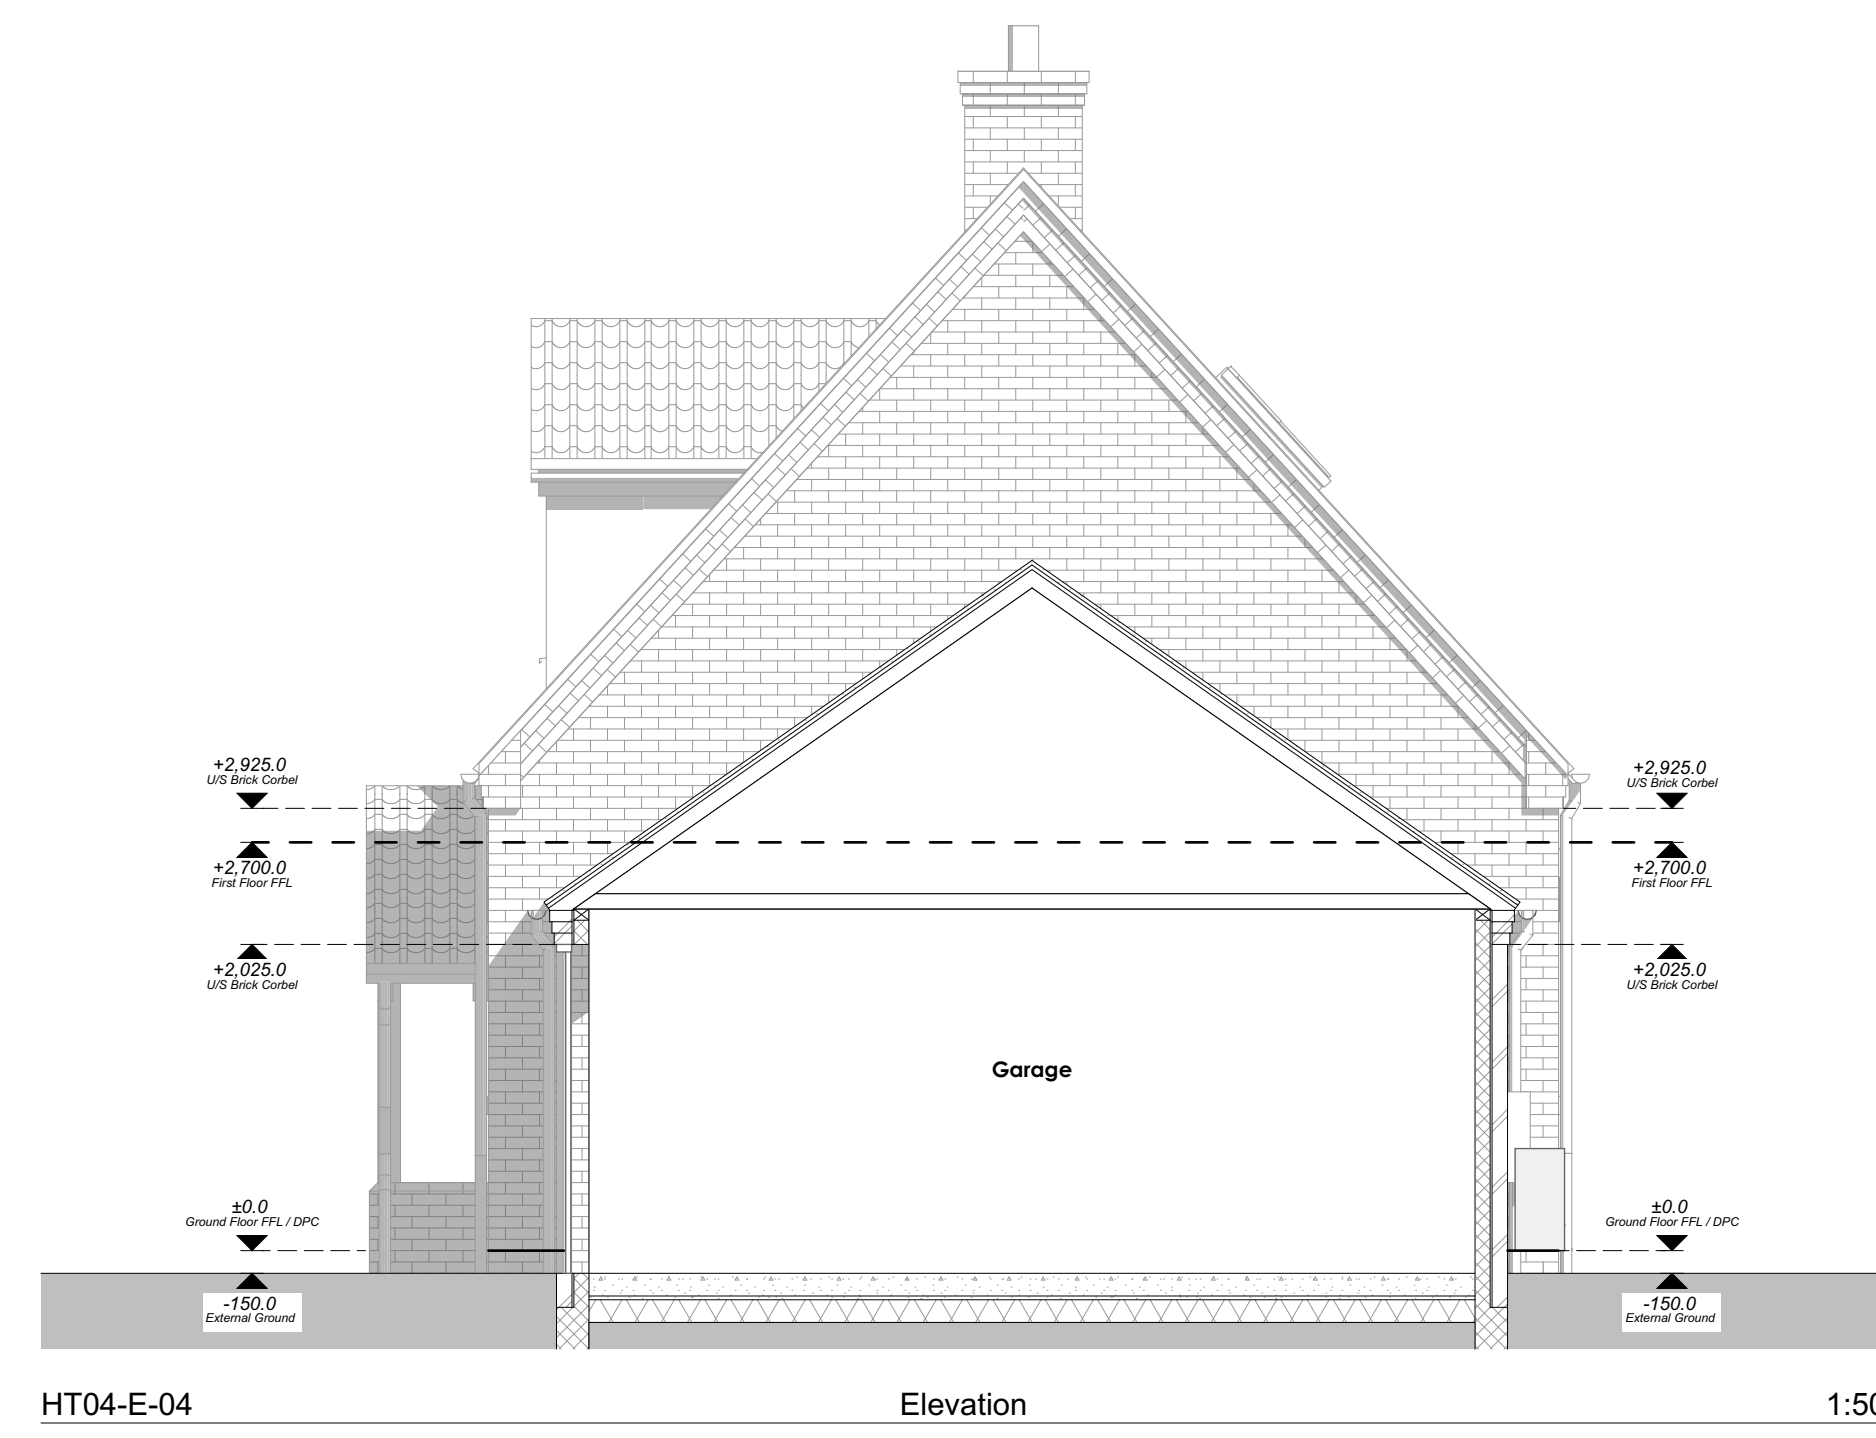 +2,925.0
U/S Brick Corbel
+2,925.0
U/S Brick Corbel
+2,700.0
First Floor FFL
+2,700.0
First Floor FFL
+2,025.0
U/S Brick Corbel
+2,025.0
U/S Brick Corbel
Garage
±0.0
Ground Floor FFL / DPC
±0.0
Ground Floor FFL / DPC
-150.0
External Ground
-150.0
External Ground
HT04-E-04 Elevation 1:50